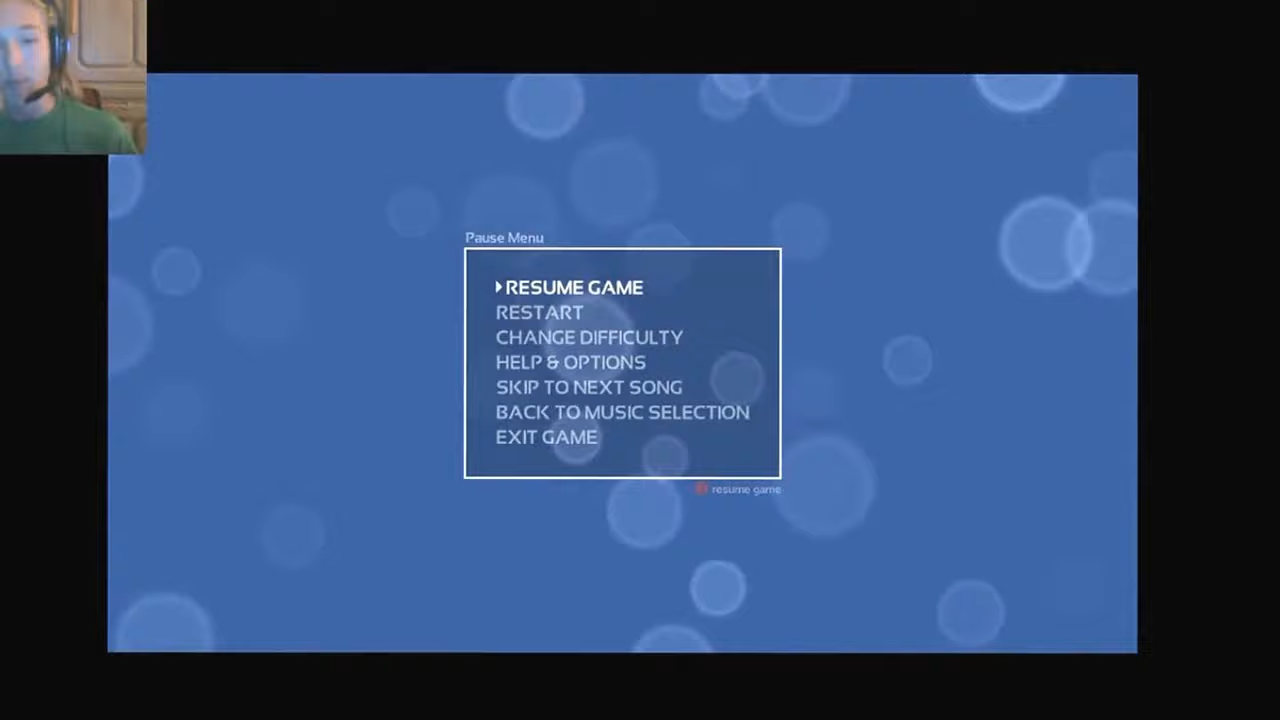 Pause Menu
RESUME GAME
RESTART
CHANGE DIFFICULTY
HELP & OPTIONS
SKIP TO NEXT SONG
BACK TO MUSIC SELECTION
EXIT GAME
resume game